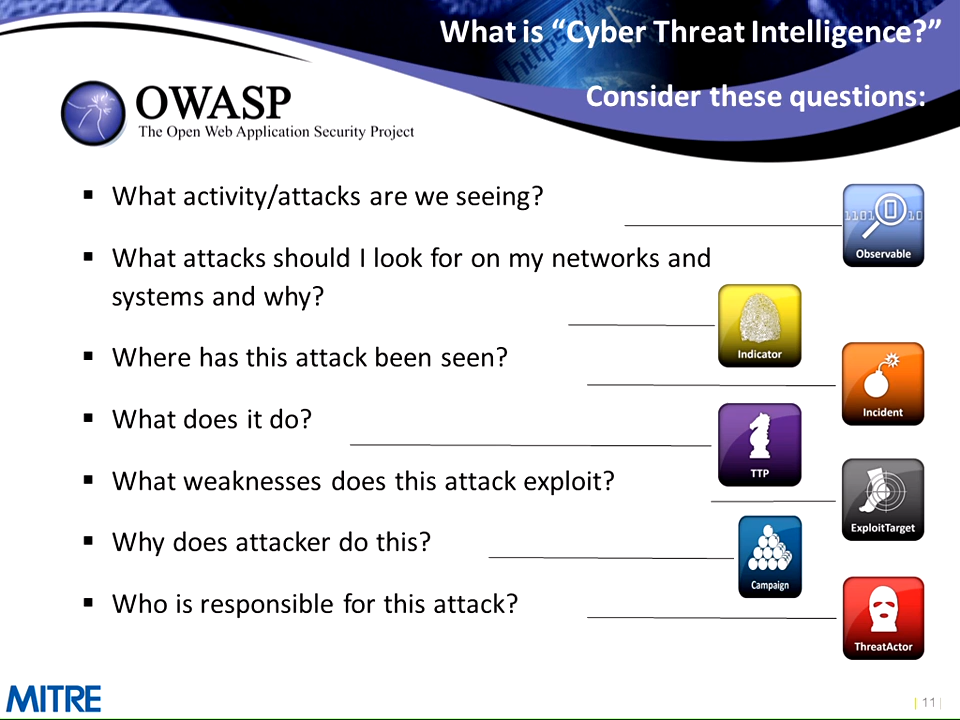 What is “Cyber Threat Intelligence?”
Consider these questions:
OWASP
The Open Web Application Security Project
▪ What activity/attacks are we seeing?
Observable
▪ What attacks should I look for on my networks and
systems and why?
Indicator
▪ Where has this attack been seen?
Incident
▪ What does it do?
TTP
▪ What weaknesses does this attack exploit?
ExploitTarget
▪ Why does attacker do this?
Campaign
▪ Who is responsible for this attack?
ThreatActor
MITRE
| 11 |
https
1101 10